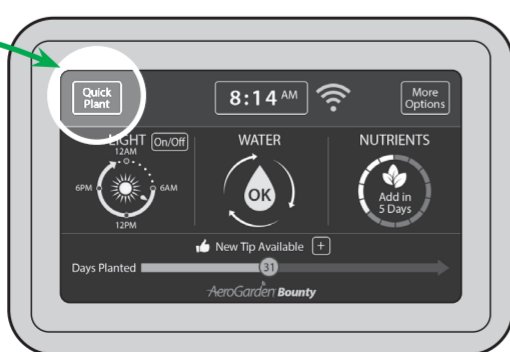 Quick
Plant
8:14 AM
More
Options
LIGHT On/Off
12AM
6PM
6AM
12PM
WATER
OK
NUTRIENTS
Add in
5 Days
New Tip Available +
Days Planted 31
AeroGarden Bounty